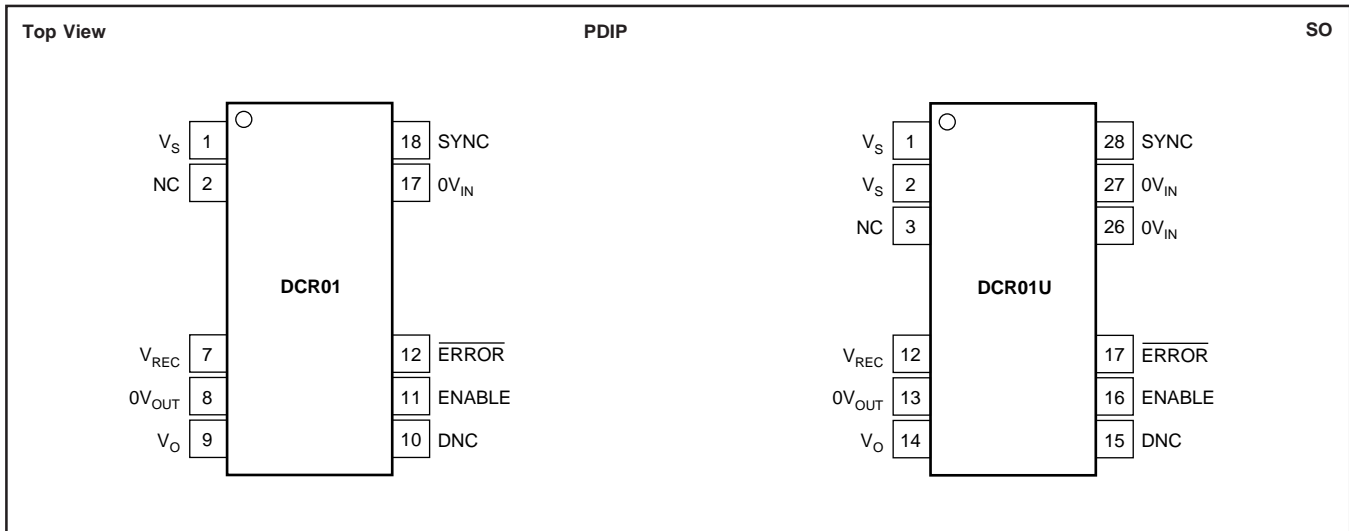 Top View PDIP SO
V_S 1 18 SYNC
NC 2 17 0V_IN
DCR01
V_REC 7 12 ERROR
0V_OUT 8 11 ENABLE
V_O 9 10 DNC
V_S 1 28 SYNC
V_S 2 27 0V_IN
NC 3 26 0V_IN
DCR01U
V_REC 12 17 ERROR
0V_OUT 13 16 ENABLE
V_O 14 15 DNC